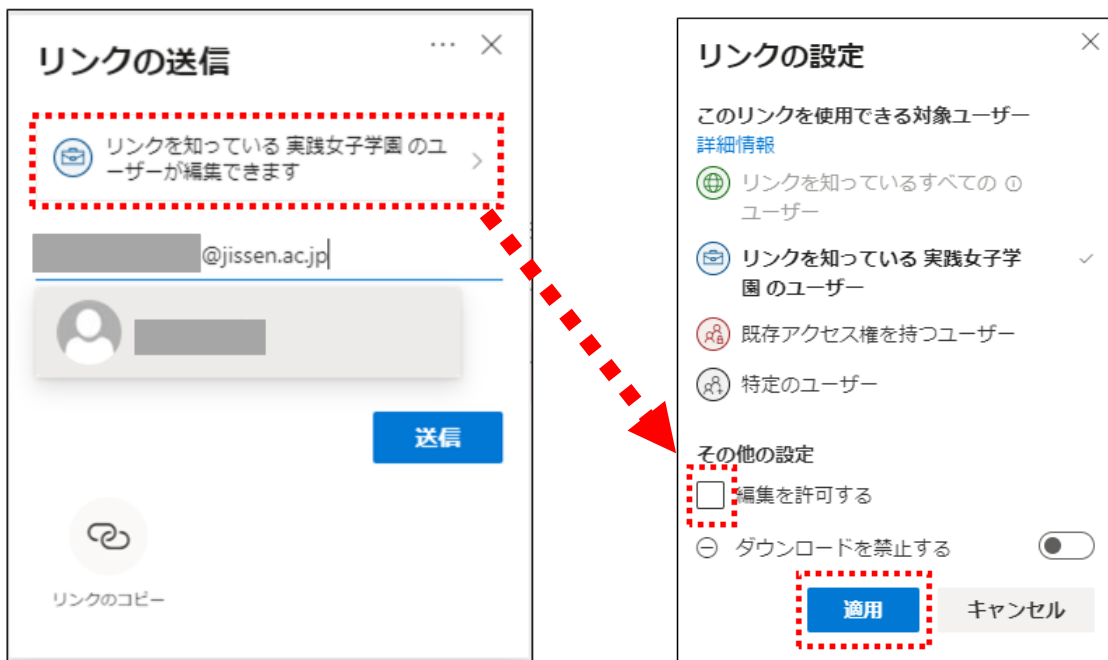 リンクの送信
リンクを知っている 実践女子学園 のユ
ーザーが編集できます
@jissen.ac.jp
送信
リンクのコピー
リンクの設定
このリンクを使用できる対象ユーザー
詳細情報
リンクを知っているすべての
ユーザー
リンクを知っている 実践女子学
園 のユーザー
既存アクセス権を持つユーザー
特定のユーザー
その他の設定
編集を許可する
ダウンロードを禁止する
適用
キャンセル